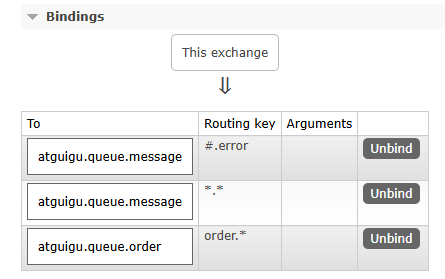 Bindings
This exchange
⇓
To Routing key Arguments
atguigu.queue.message #.error Unbind
atguigu.queue.message *.* Unbind
atguigu.queue.order order.* Unbind